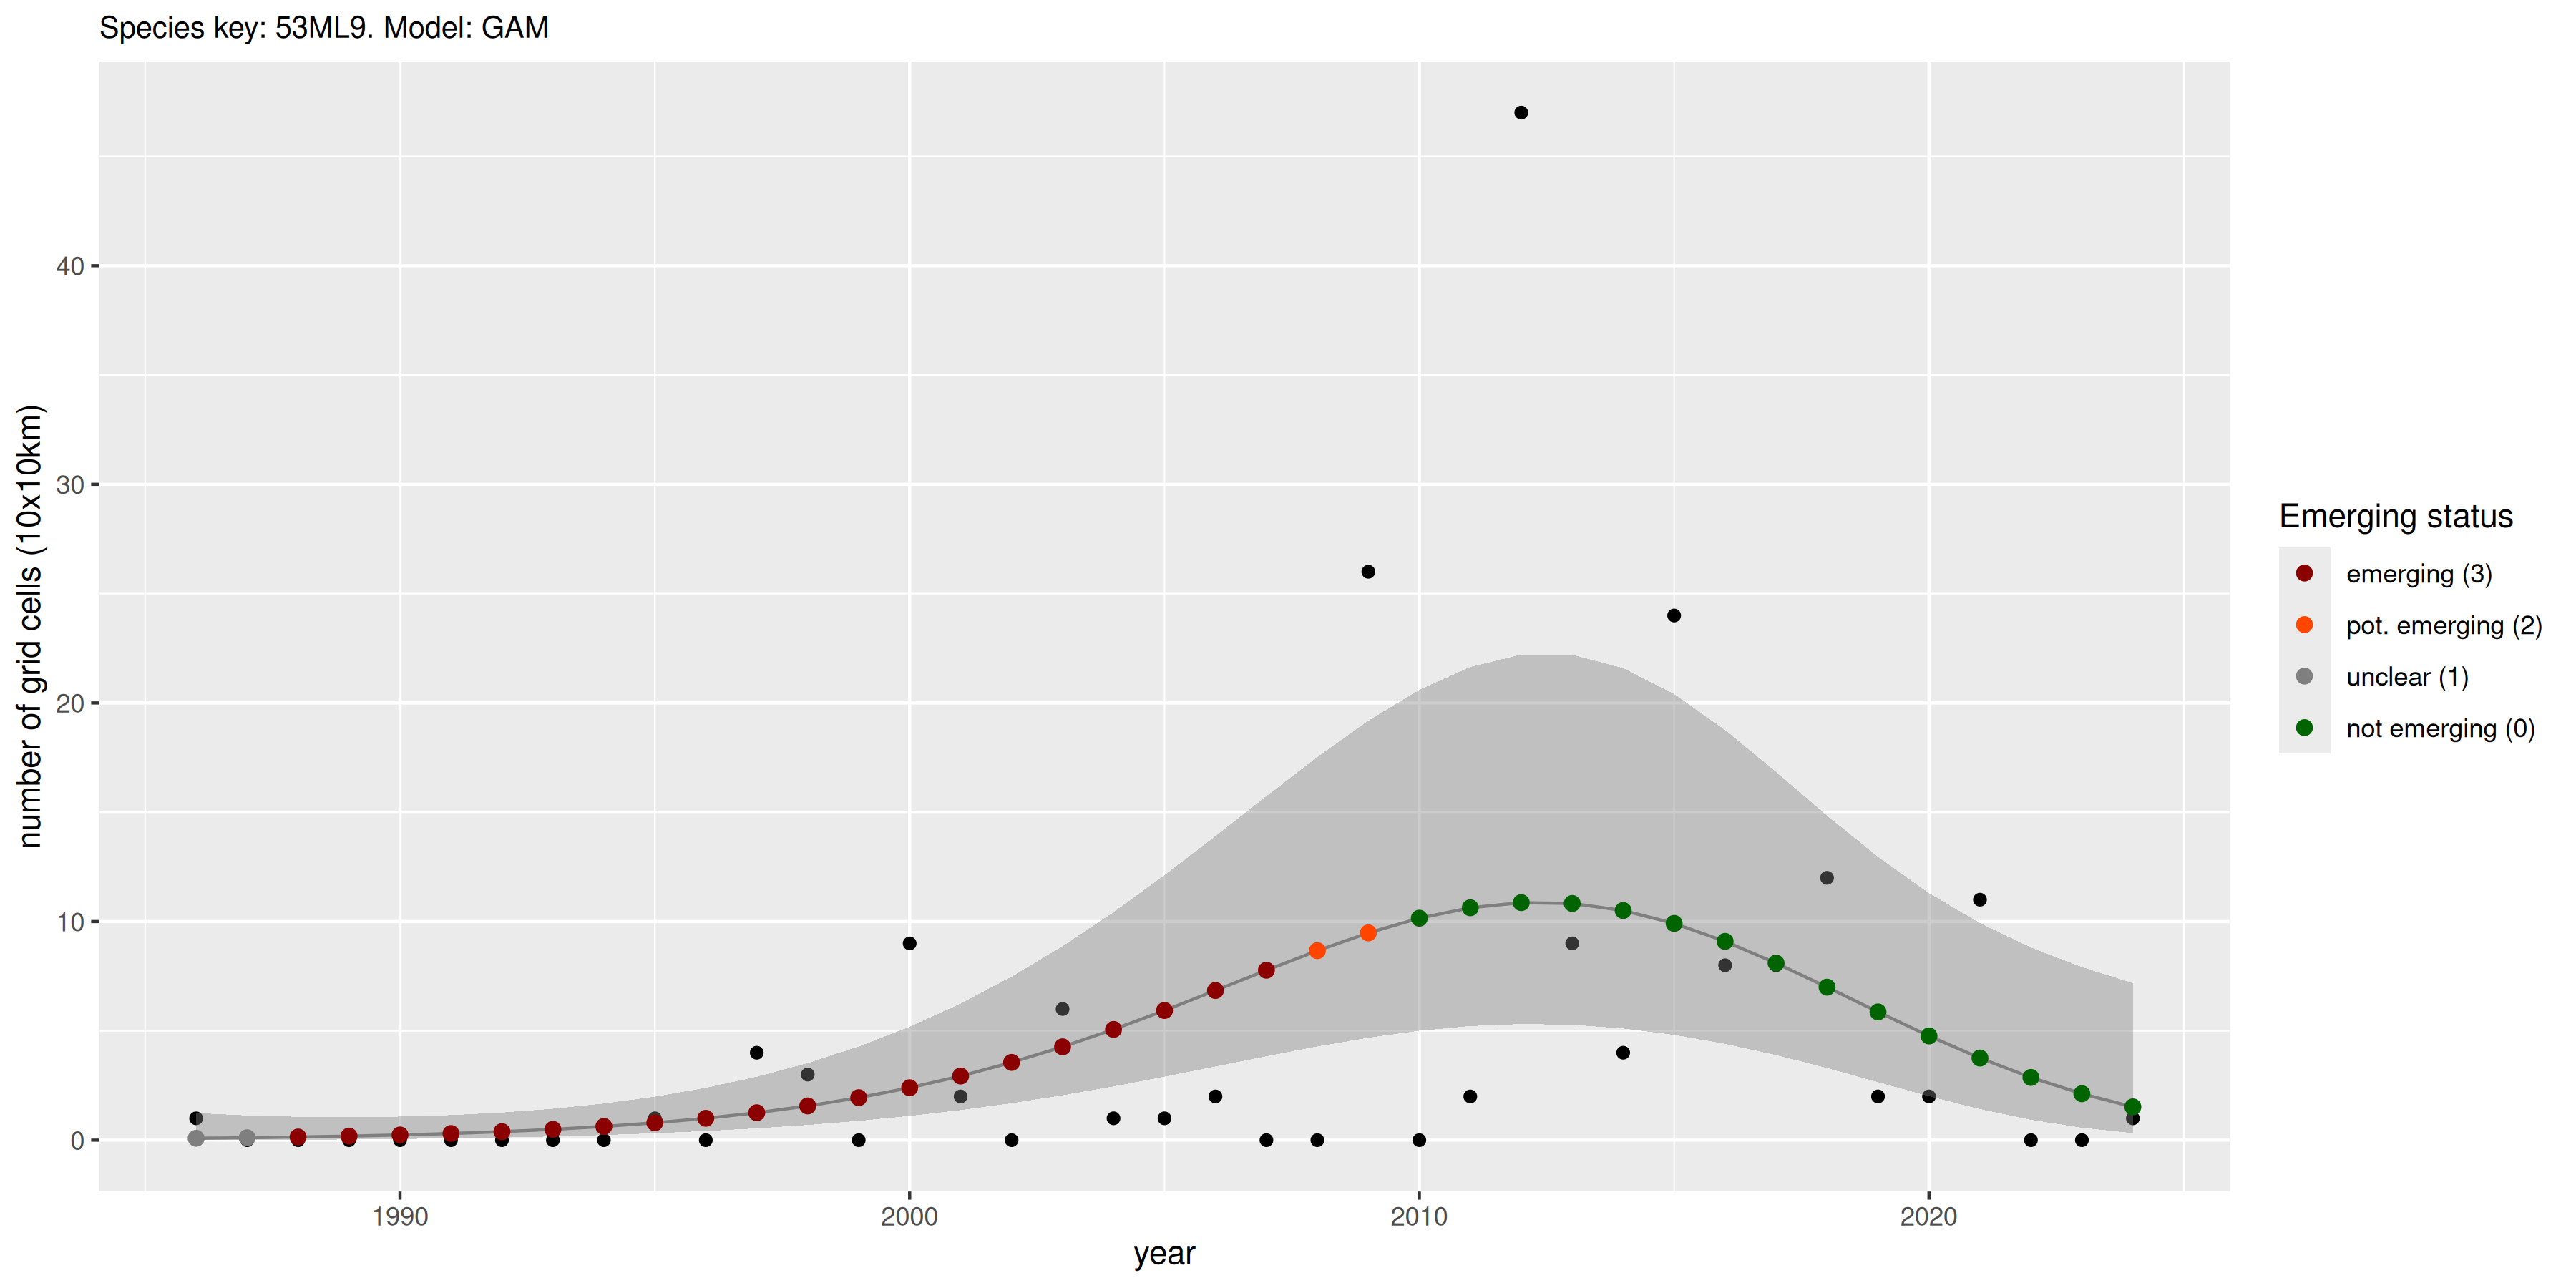 Species key: 53ML9. Model: GAM
number of grid cells (10x10km)
40
30
20
10
0
1990
2000
2010
2020
year
Emerging status
emerging (3)
pot. emerging (2)
unclear (1)
not emerging (0)